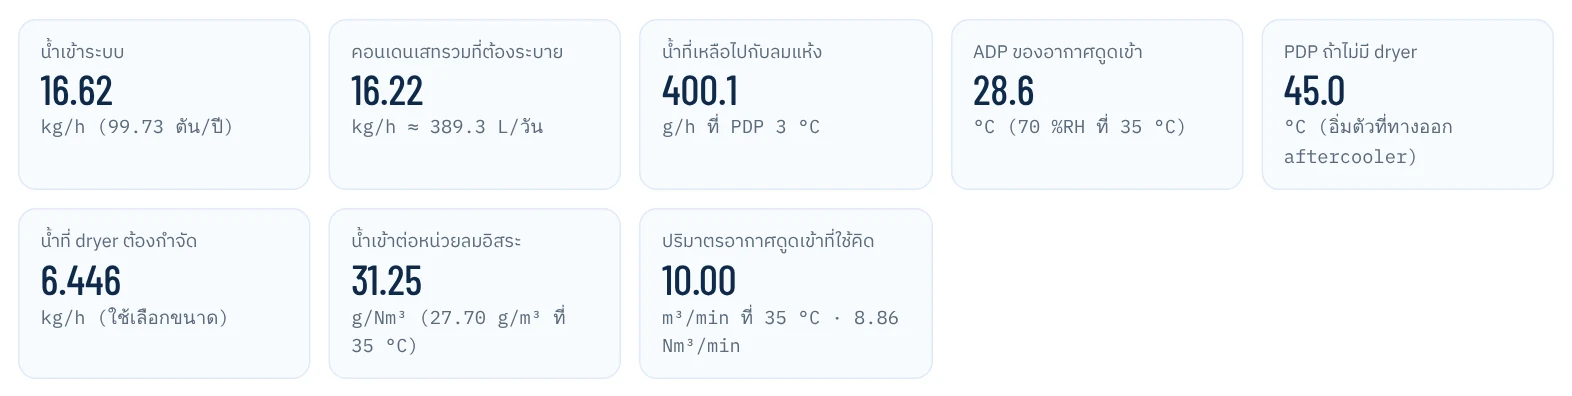 น้ำเข้าระบบ
16.62
kg/h (99.73 ตัน/ปี)
คอนเดนเสทรวมที่ต้องระบาย
16.22
kg/h ≈ 389.3 L/วัน
น้ำที่เหลือไปกับลมแห้ง
400.1
g/h ที่ PDP 3 °C
ADP ของอากาศดูดเข้า
28.6
°C (70 %RH ที่ 35 °C)
PDP ถ้าไม่มี dryer
45.0
°C (อิ่มตัวที่ทางออก
aftercooler)
น้ำที่ dryer ต้องกำจัด
6.446
kg/h (ใช้เลือกขนาด)
น้ำเข้าต่อหน่วยลมอิสระ
31.25
g/Nm³ (27.70 g/m³ ที่
35 °C)
ปริมาตรอากาศดูดเข้าที่ใช้คิด
10.00
m³/min ที่ 35 °C · 8.86
Nm³/min